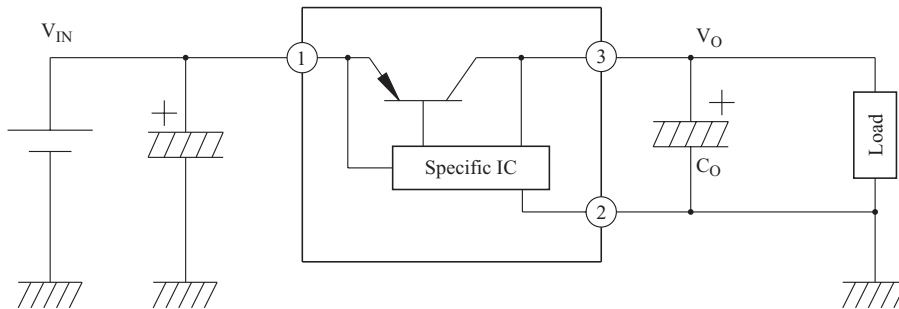 V_IN
1
3
V_O
+
+
Specific IC
C_O
Load
2